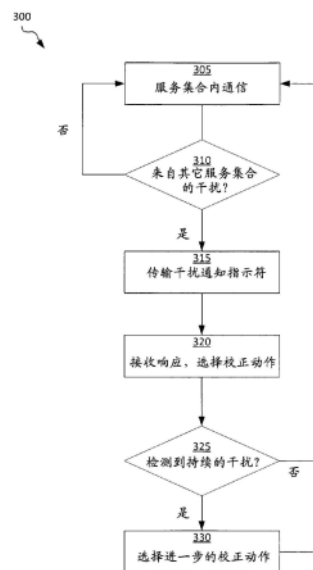 300
305
服务集合内通信
否
310
来自其它服务集合
的干扰?
是
315
传输干扰通知指示符
320
接收响应，选择校正动作
325
检测到持续的干扰?
否
是
330
选择进一步的校正动作